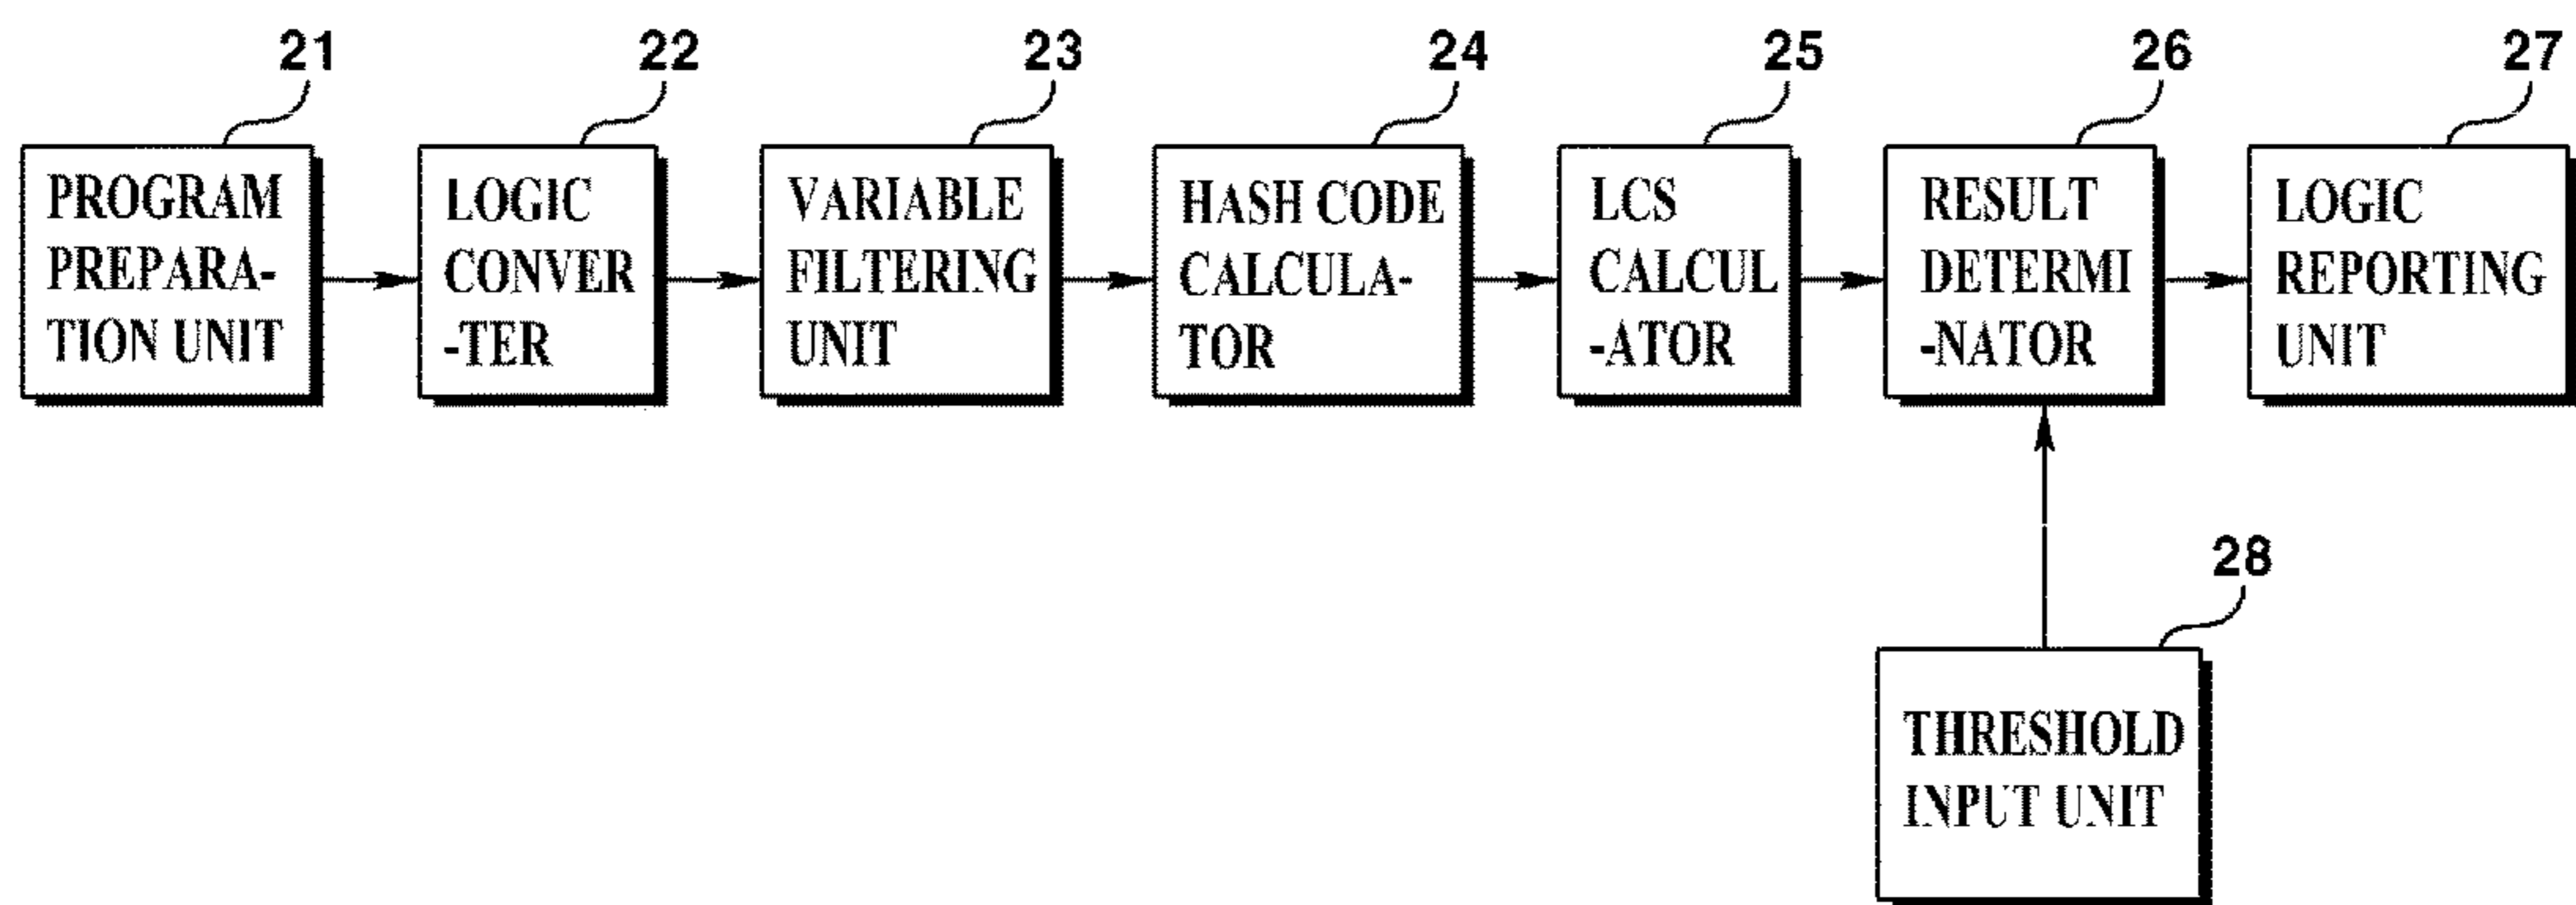 21
22
23
24
25
26
27
PROGRAM
PREPARA-
TION UNIT
LOGIC
CONVER
-TER
VARIABLE
FILTERING
UNIT
HASH CODE
CALCULA-
TOR
LCS
CALCUL
-ATOR
RESULT
DETERMI
-NATOR
LOGIC
REPORTING
UNIT
28
THRESHOLD
INPUT UNIT